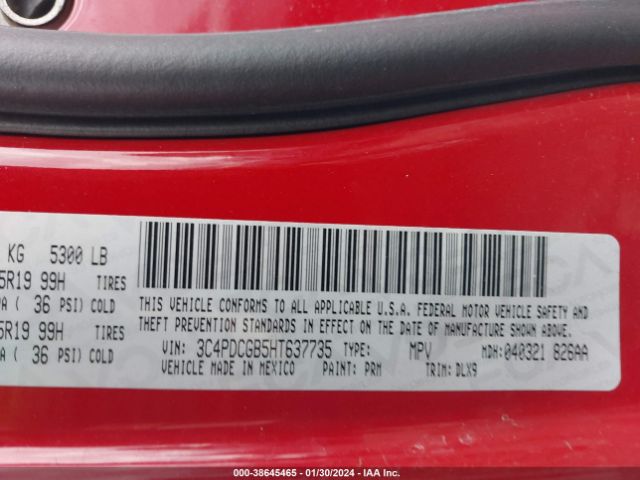 KG 5300 LB
5R19 99H TIRES
PA ( 36 PSI) COLD
5R19 99H TIRES
A ( 36 PSI) COLD
THIS VEHICLE CONFORMS TO ALL APPLICABLE U.S.A. FEDERAL MOTOR VEHICLE SAFETY AND
THEFT PREVENTION STANDARDS IN EFFECT ON THE DATE OF MANUFACTURE SHOWN ABOVE.
VIN: 3C4PDCGB5HT637735 TYPE: MPV MDH:040321 826AA
VEHICLE MADE IN MEXICO PAINT: PRM TRIM: DLX9
000-38645465 - 01/30/2024 - IAA Inc.